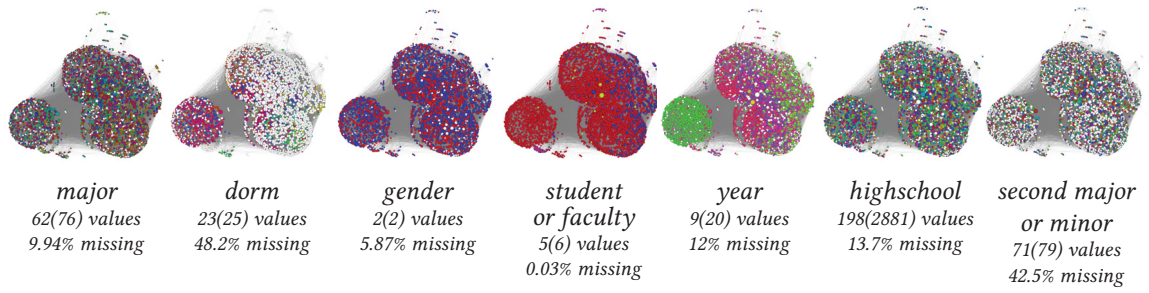 major
62(76) values
9.94% missing
dorm
23(25) values
48.2% missing
gender
2(2) values
5.87% missing
student
or faculty
5(6) values
0.03% missing
year
9(20) values
12% missing
highschool
198(2881) values
13.7% missing
second major
or minor
71(79) values
42.5% missing